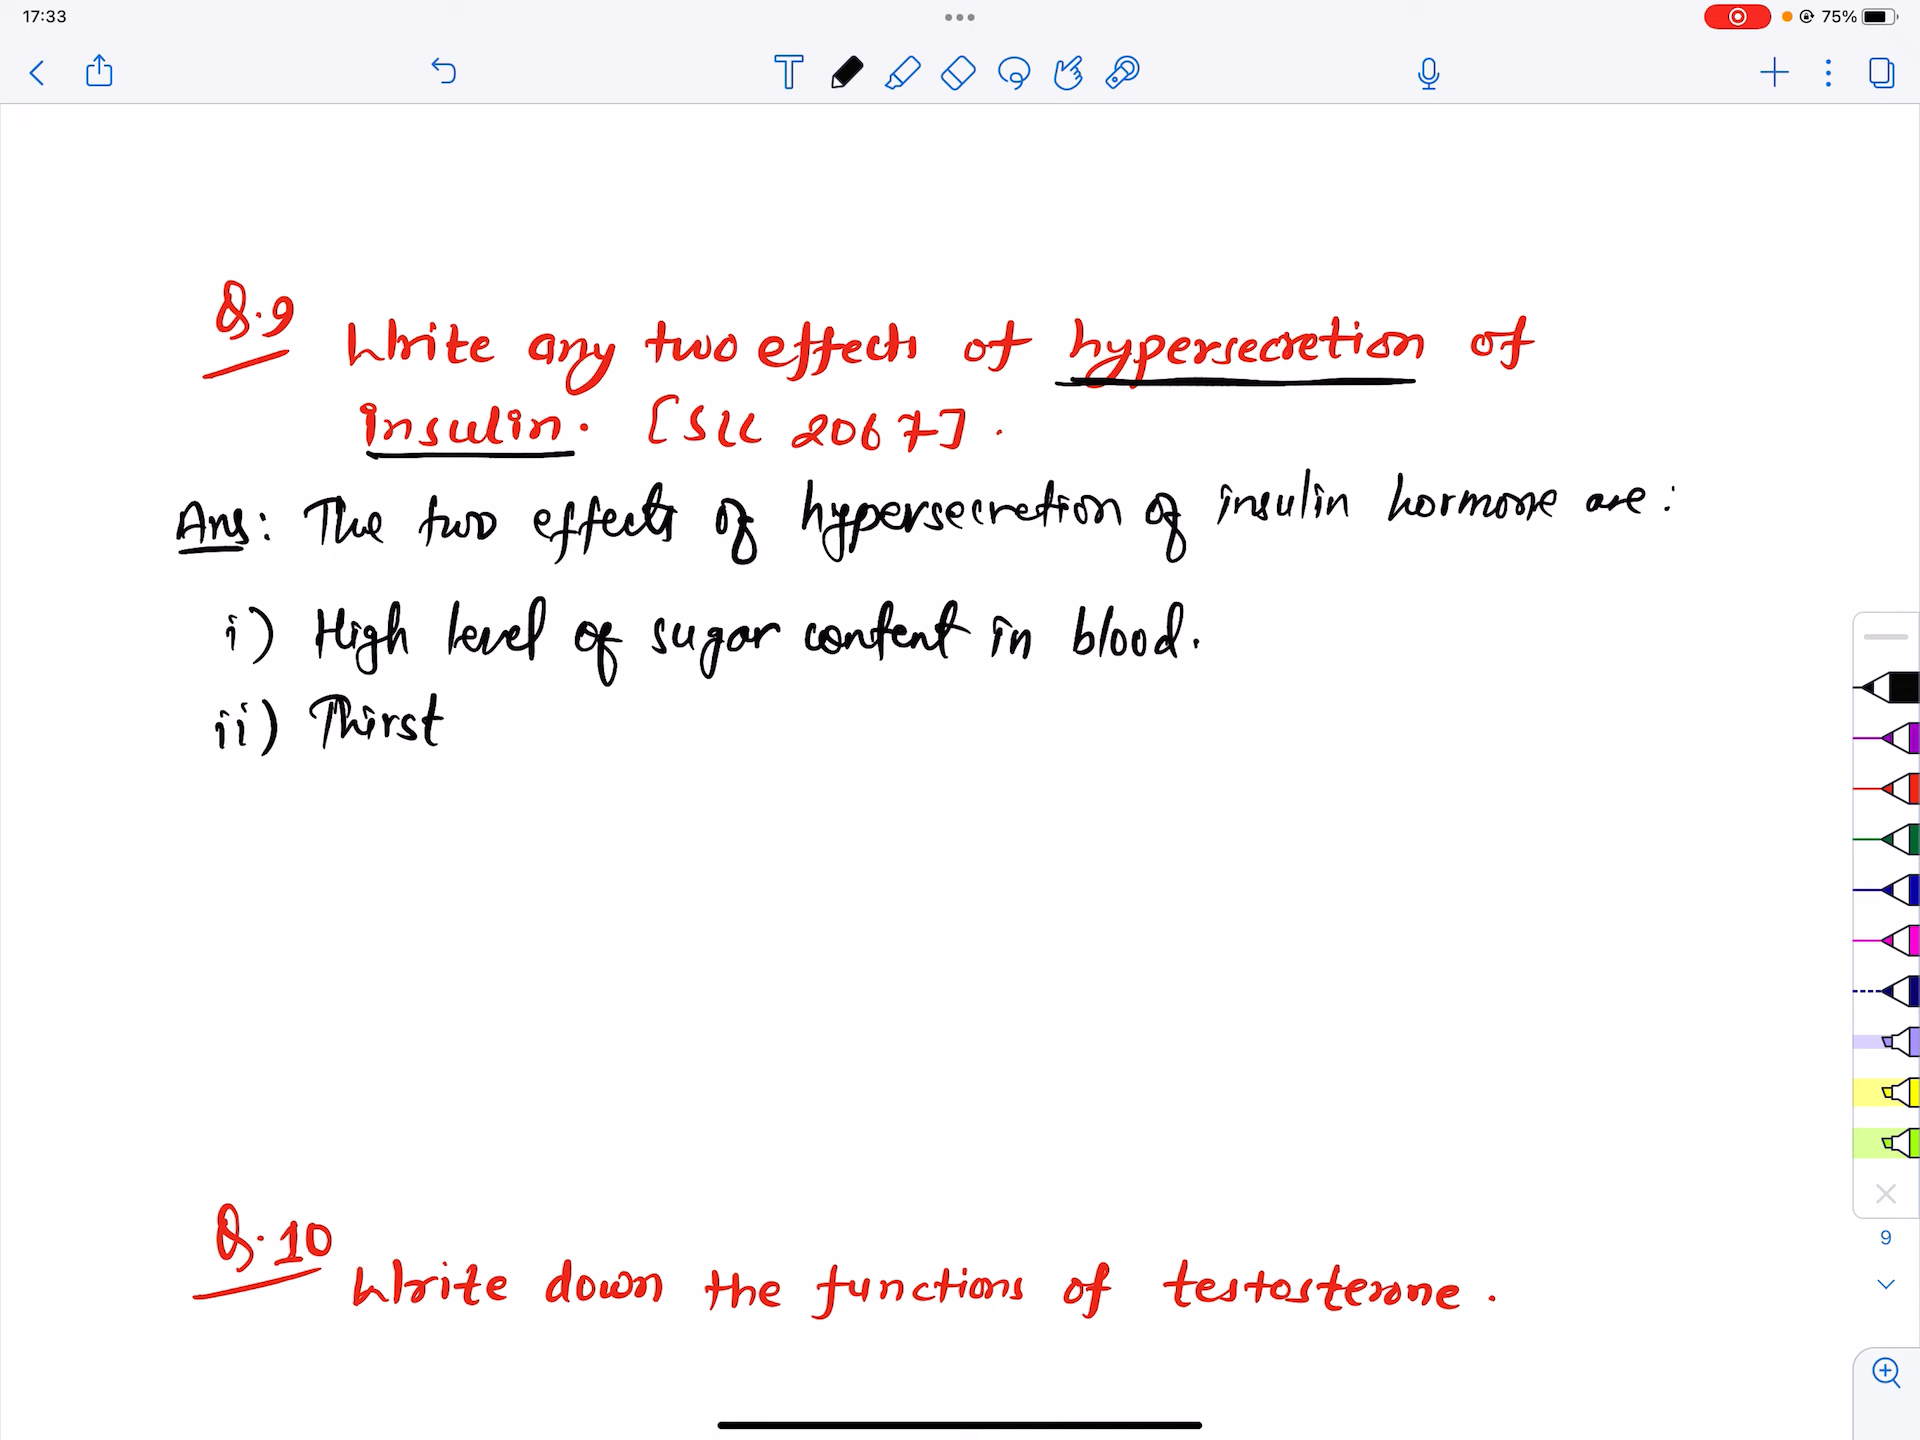 17:33
75%
Q.9
Write any two effects of hypersecretion of
insulin. [SLC 2067].
Ans: The two effects of hypersecretion of insulin hormone are:
i) High level of sugar content in blood.
ii) Thirst
Q.10
Write down the functions of testosterone.
9